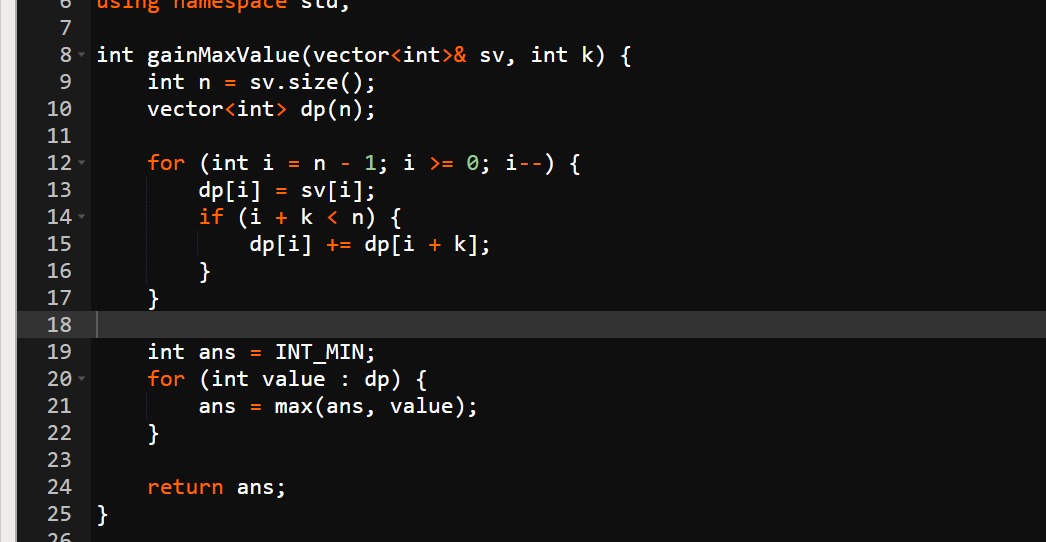 6 using namespace std;
7
8 int gainMaxValue(vector<int>& sv, int k) {
9     int n = sv.size();
10     vector<int> dp(n);
11
12     for (int i = n - 1; i >= 0; i--) {
13         dp[i] = sv[i];
14         if (i + k < n) {
15             dp[i] += dp[i + k];
16         }
17     }
18
19     int ans = INT_MIN;
20     for (int value : dp) {
21         ans = max(ans, value);
22     }
23
24     return ans;
25 }
26